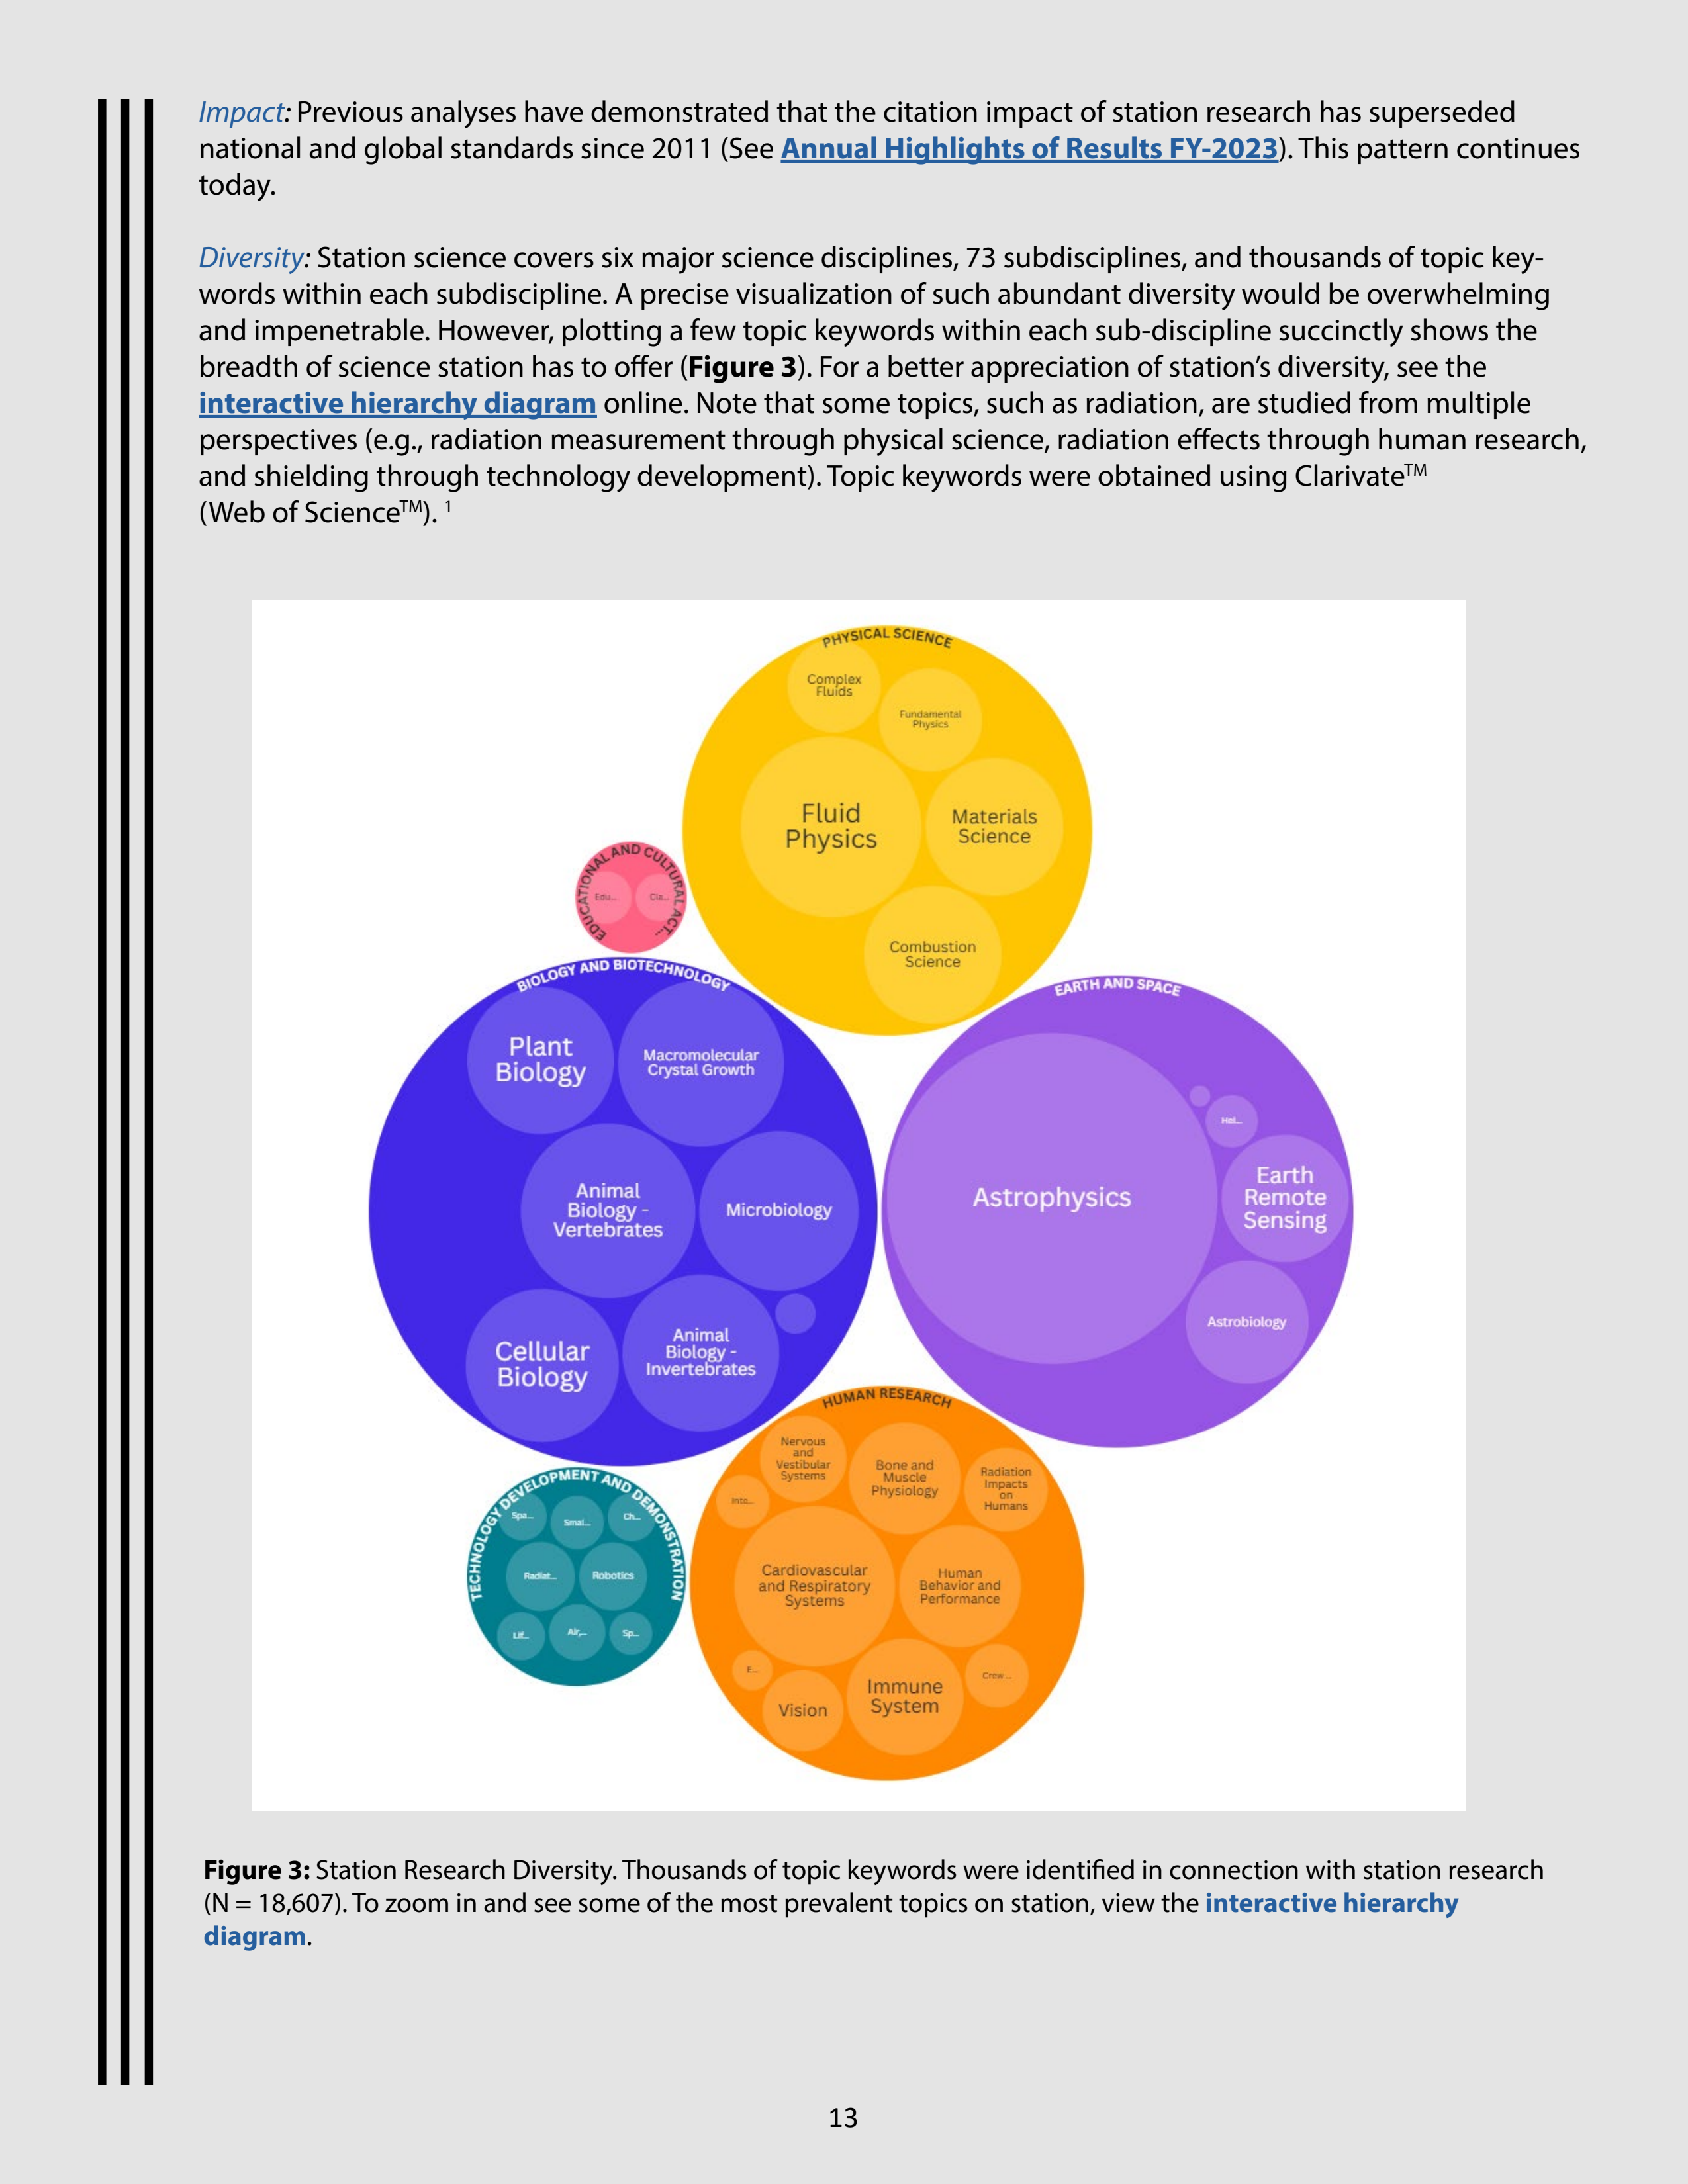 Impact: Previous analyses have demonstrated that the citation impact of station research has superseded
national and global standards since 2011 (See Annual Highlights of Results FY-2023). This pattern continues
today.
Diversity: Station science covers six major science disciplines, 73 subdisciplines, and thousands of topic key-
words within each subdiscipline. A precise visualization of such abundant diversity would be overwhelming
and impenetrable. However, plotting a few topic keywords within each sub-discipline succinctly shows the
breadth of science station has to offer (Figure 3). For a better appreciation of station’s diversity, see the
interactive hierarchy diagram online. Note that some topics, such as radiation, are studied from multiple
perspectives (e.g., radiation measurement through physical science, radiation effects through human research,
and shielding through technology development). Topic keywords were obtained using Clarivate™
(Web of Science™). 1
PHYSICAL SCIENCE
Complex
Fluids
Fundamental
Physics
Fluid
Physics
Materials
Science
Combustion
Science
EDUCATIONAL AND CULTURAL ACT...
Edu...
Cla...
BIOLOGY AND BIOTECHNOLOGY
Plant
Biology
Macromolecular
Crystal Growth
Animal
Biology -
Vertebrates
Microbiology
Cellular
Biology
Animal
Biology -
Invertebrates
EARTH AND SPACE
Astrophysics
Hel...
Earth
Remote
Sensing
Astrobiology
HUMAN RESEARCH
Nervous
and
Vestibular
Systems
Bone and
Muscle
Physiology
Radiation
Impacts
on
Humans
Inte...
Cardiovascular
and Respiratory
Systems
Human
Behavior and
Performance
E...
Vision
Immune
System
Crew ...
TECHNOLOGY DEVELOPMENT AND DEMONSTRATION
Spa...
Smal...
Ch...
Radiat...
Robotics
Lif...
Air,...
Sp...
Figure 3: Station Research Diversity. Thousands of topic keywords were identified in connection with station research
(N = 18,607). To zoom in and see some of the most prevalent topics on station, view the interactive hierarchy
diagram.
13